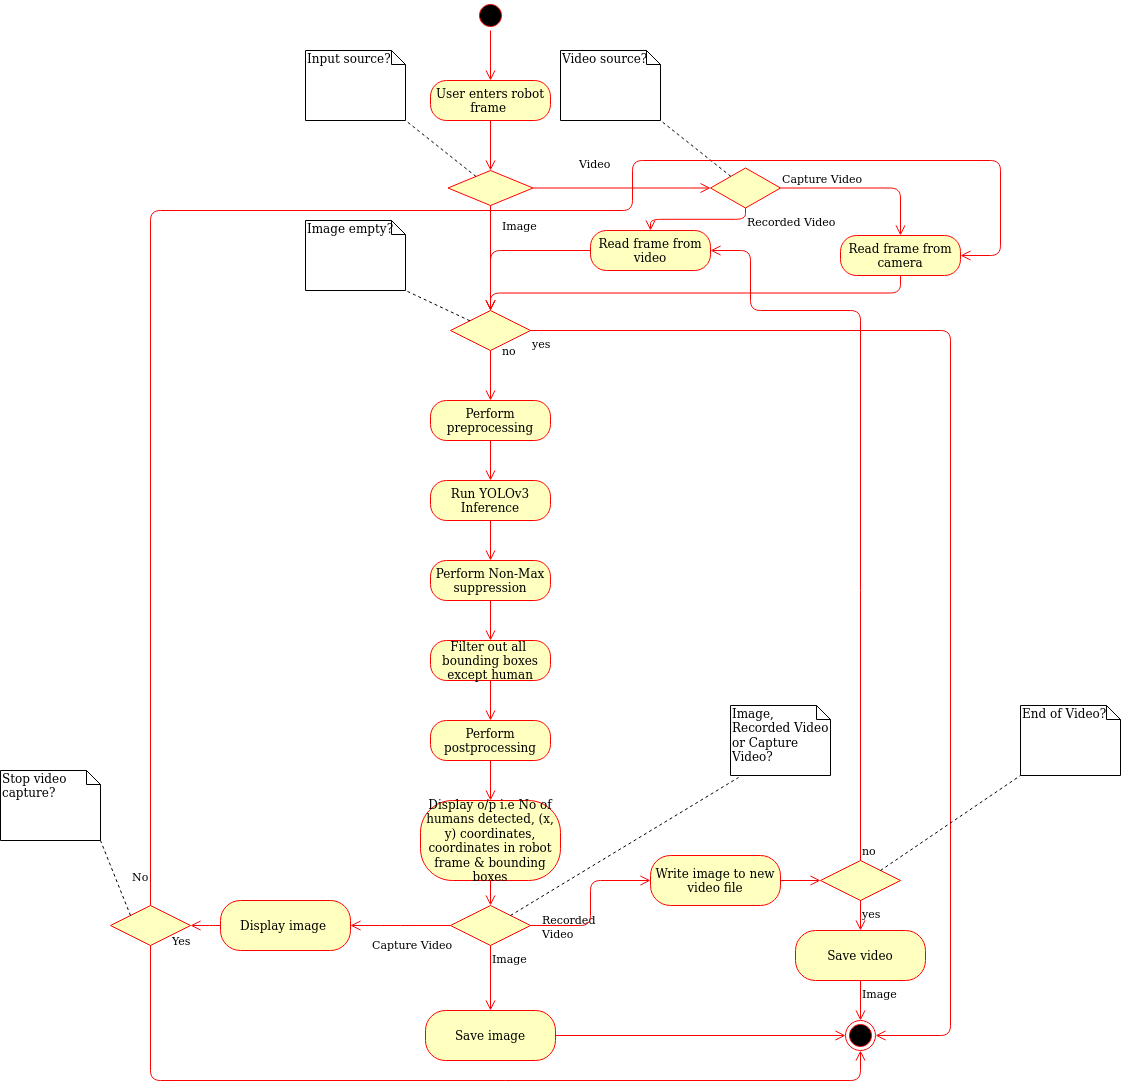 Input source?
Video source?
User enters robot
frame
Video
Capture Video
Image
Recorded Video
Image empty?
Read frame from
video
Read frame from
camera
no
yes
Perform
preprocessing
Run YOLOv3
Inference
Perform Non-Max
suppression
Filter out all
bounding boxes
except human
Perform
postprocessing
Image,
Recorded Video
or Capture
Video?
End of Video?
Stop video
capture?
Display o/p i.e No of
humans detected, (x,
y) coordinates,
coordinates in robot
frame & bounding
boxes
no
Write image to new
video file
No
Display image
Yes
Capture Video
Recorded
Video
Image
yes
Save video
Image
Save image